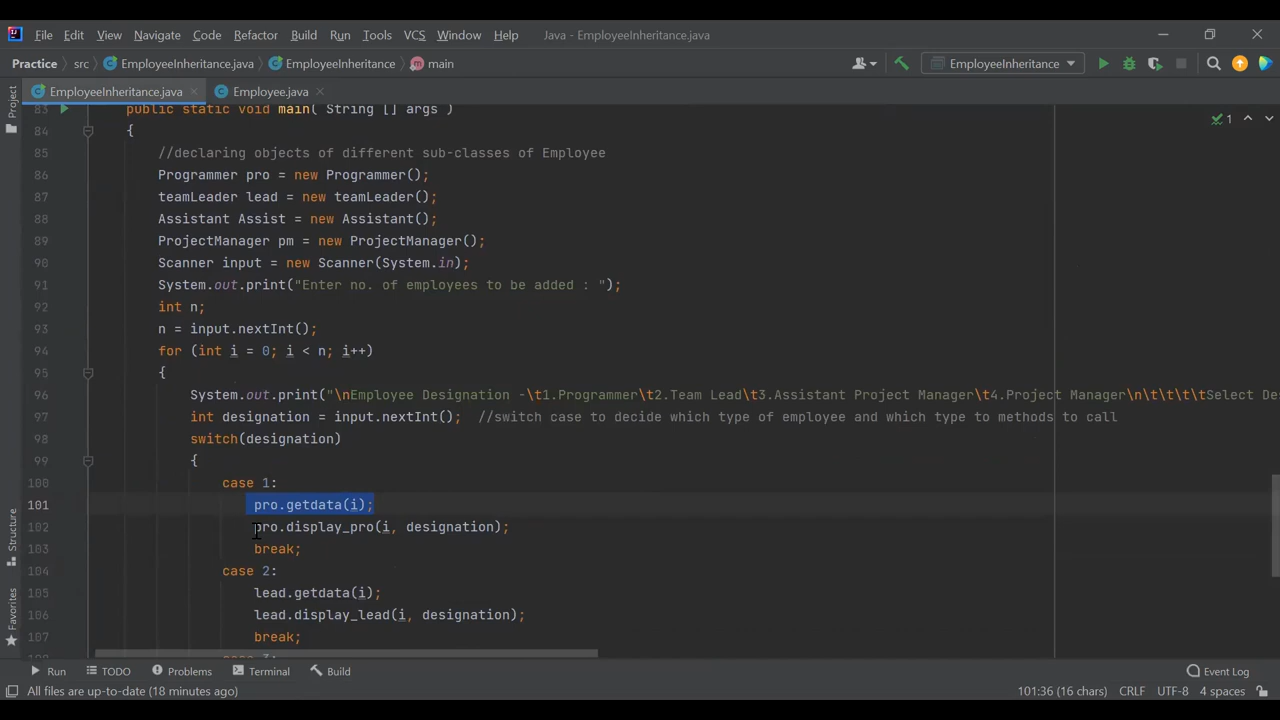 File Edit View Navigate Code Refactor Build Run Tools VCS Window Help Java - EmployeeInheritance.java
Practice src EmployeeInheritance.java EmployeeInheritance main EmployeeInheritance
EmployeeInheritance.java Employee.java
Project
83 public static void main( String [] args )
1
84 {
85 //declaring objects of different sub-classes of Employee
86 Programmer pro = new Programmer();
87 teamLeader lead = new teamLeader();
88 Assistant Assist = new Assistant();
89 ProjectManager pm = new ProjectManager();
90 Scanner input = new Scanner(System.in);
91 System.out.print("Enter no. of employees to be added : ");
92 int n;
93 n = input.nextInt();
94 for (int i = 0; i < n; i++)
95 {
96 System.out.print("\nEmployee Designation -\t1.Programmer\t2.Team Lead\t3.Assistant Project Manager\t4.Project Manager\n\t\t\t\tSelect Des
97 int designation = input.nextInt(); //switch case to decide which type of employee and which type to methods to call
98 switch(designation)
99 {
100 case 1:
101 pro.getdata(i);
102 pro.display_pro(i, designation);
103 break;
104 case 2:
105 lead.getdata(i);
106 lead.display_lead(i, designation);
107 break;
Structure
Favorites
Run TODO Problems Terminal Build Event Log
All files are up-to-date (18 minutes ago) 101:36 (16 chars) CRLF UTF-8 4 spaces